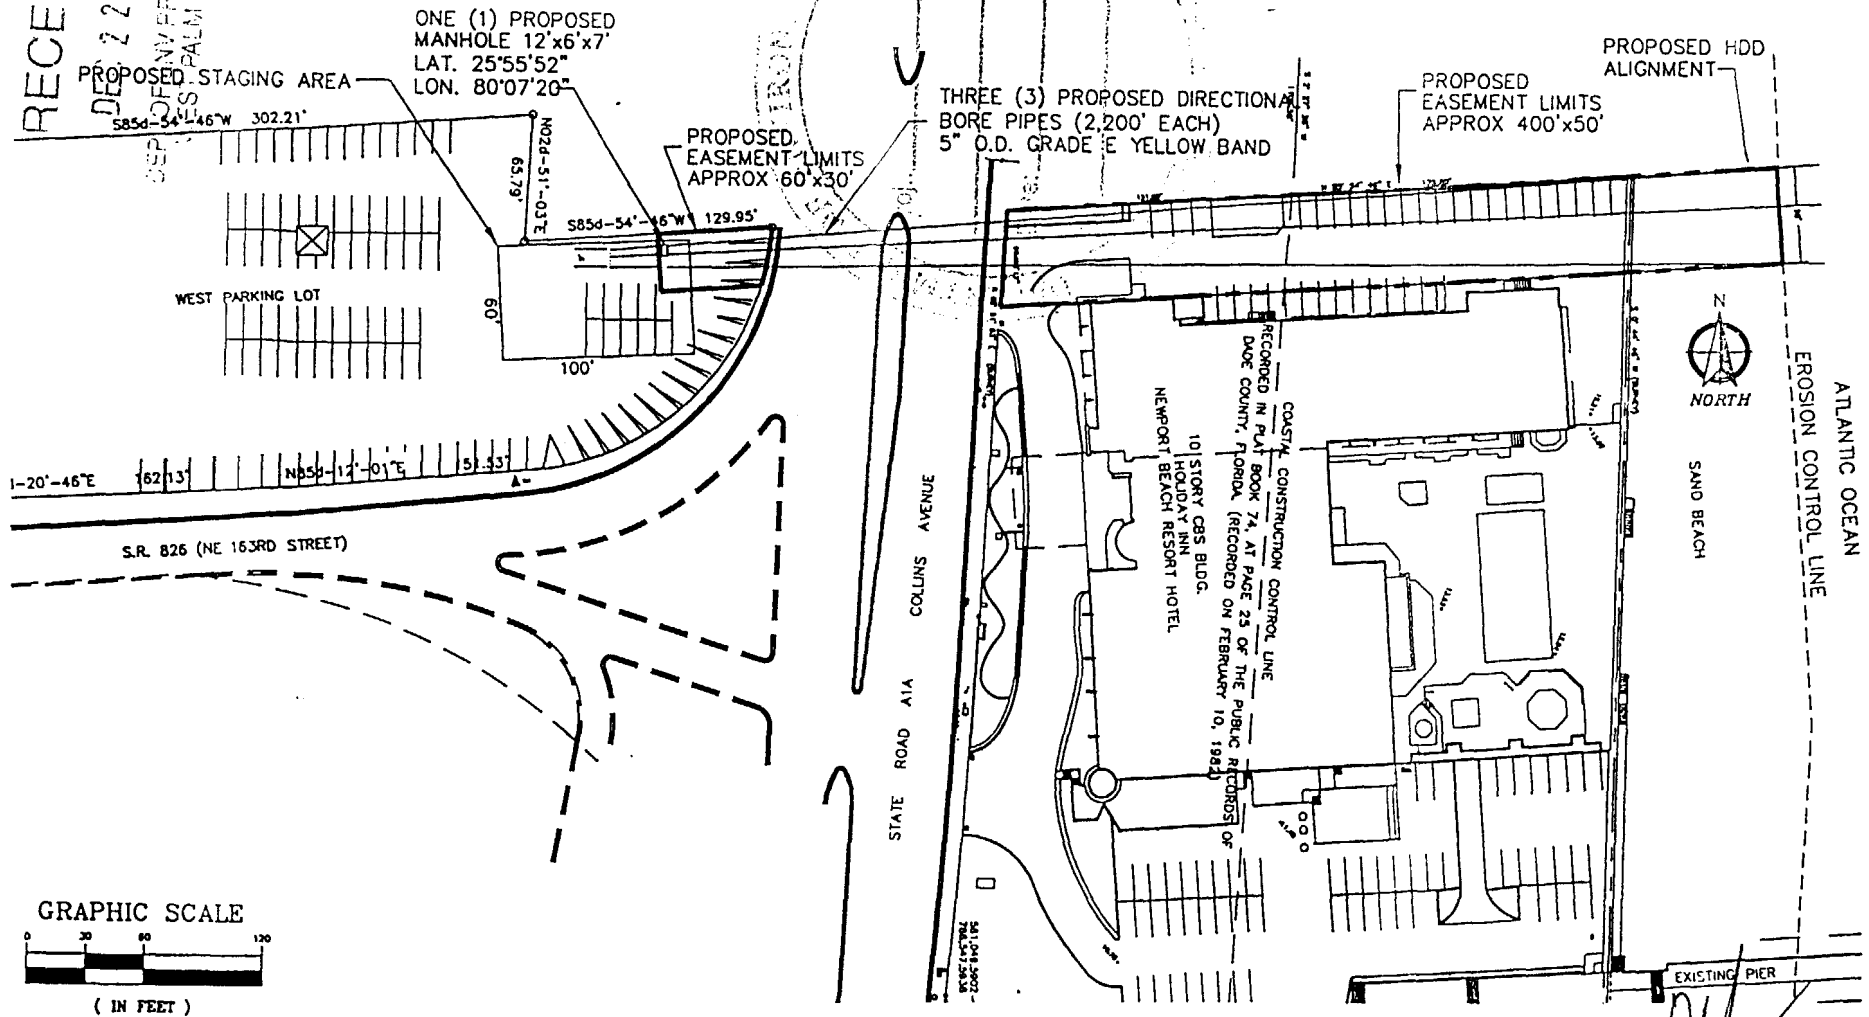 RECE
DEC 22
ONE (1) PROPOSED
MANHOLE 12'x6'x7'
LAT. 25°55'52"
LON. 80°07'20"
PROPOSED STAGING AREA
S85d-54'-46"W 302.21'
N02d-51'-03"E
65.79'
PROPOSED
EASEMENT LIMITS
APPROX 60'x30'
S85d-54'-46"W 129.95'
THREE (3) PROPOSED DIRECTIONAL
BORE PIPES (2,200' EACH)
5" O.D. GRADE E YELLOW BAND
PROPOSED
EASEMENT LIMITS
APPROX 400'x50'
PROPOSED HDD
ALIGNMENT
WEST PARKING LOT
60'
100'
1-20'-46"E
162.13'
N85d-12'-01"E
151.53'
S.R. 826 (NE 163RD STREET)
STATE ROAD A1A COLLINS AVENUE
COASTAL CONSTRUCTION CONTROL LINE
RECORDED IN PLAT BOOK 74, AT PAGE 25 OF THE PUBLIC RECORDS OF
DADE COUNTY, FLORIDA (RECORDED ON FEBRUARY 10, 1982)
10 STORY CBS BLDG.
HOLIDAY INN
NEWPORT BEACH RESORT HOTEL
N
NORTH
SAND BEACH
EROSION CONTROL LINE
ATLANTIC OCEAN
EXISTING PIER
GRAPHIC SCALE
0 30 60 120
( IN FEET )